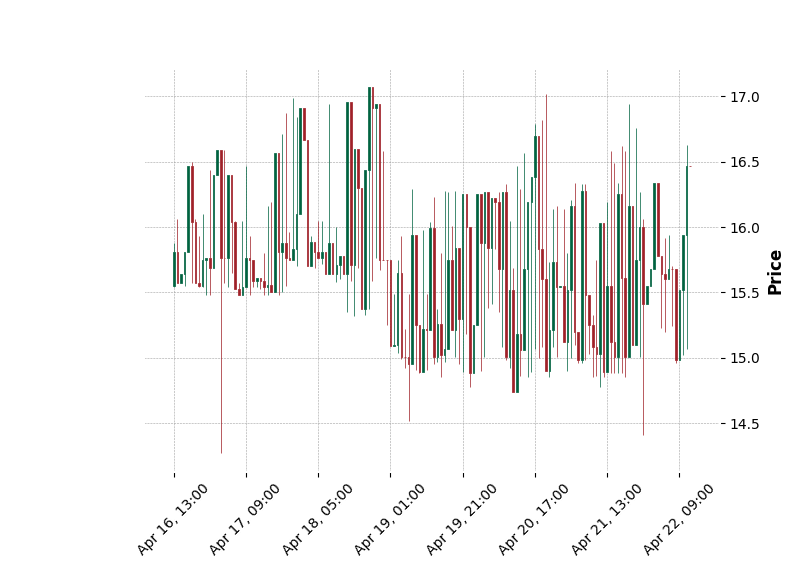 17.0
16.5
16.0
15.5
15.0
14.5
Price
Apr 16, 13:00
Apr 17, 09:00
Apr 18, 05:00
Apr 19, 01:00
Apr 19, 21:00
Apr 20, 17:00
Apr 21, 13:00
Apr 22, 09:00